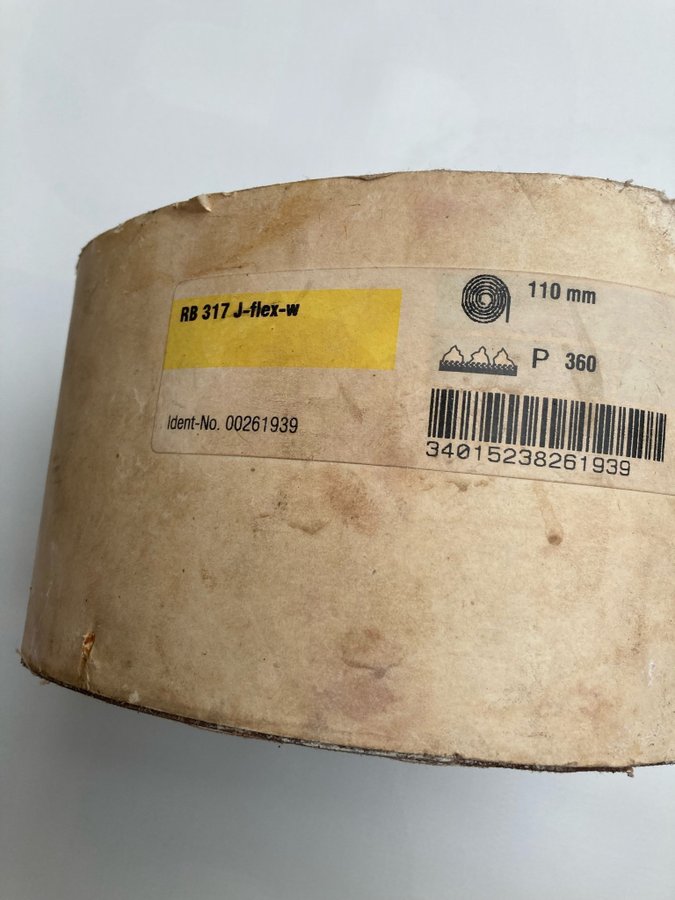 RB 317 J-flex-w
Ident-No. 00261939
110 mm
P 360
34015238261939